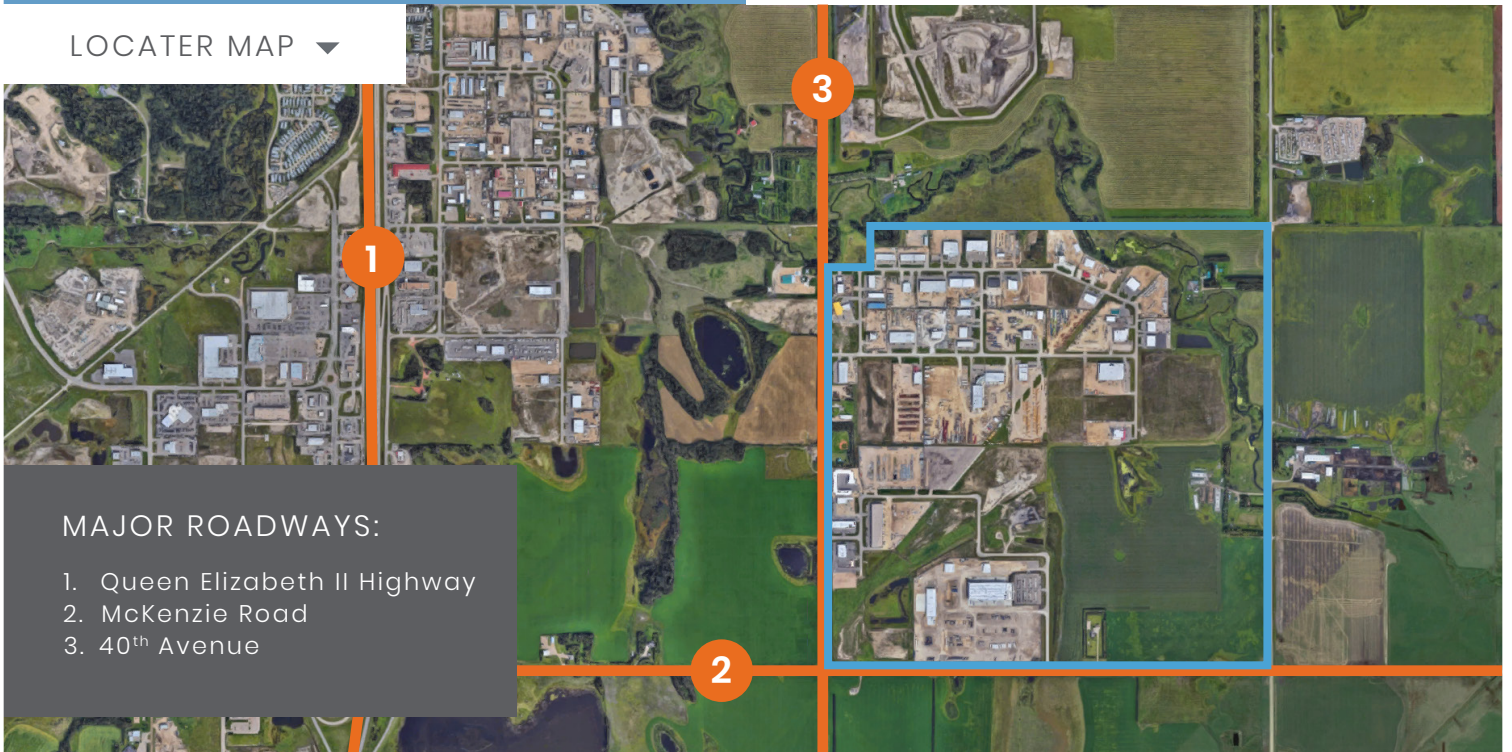 LOCATER MAP
3
1
MAJOR ROADWAYS:
1. Queen Elizabeth II Highway
2. McKenzie Road
3. 40th Avenue
2